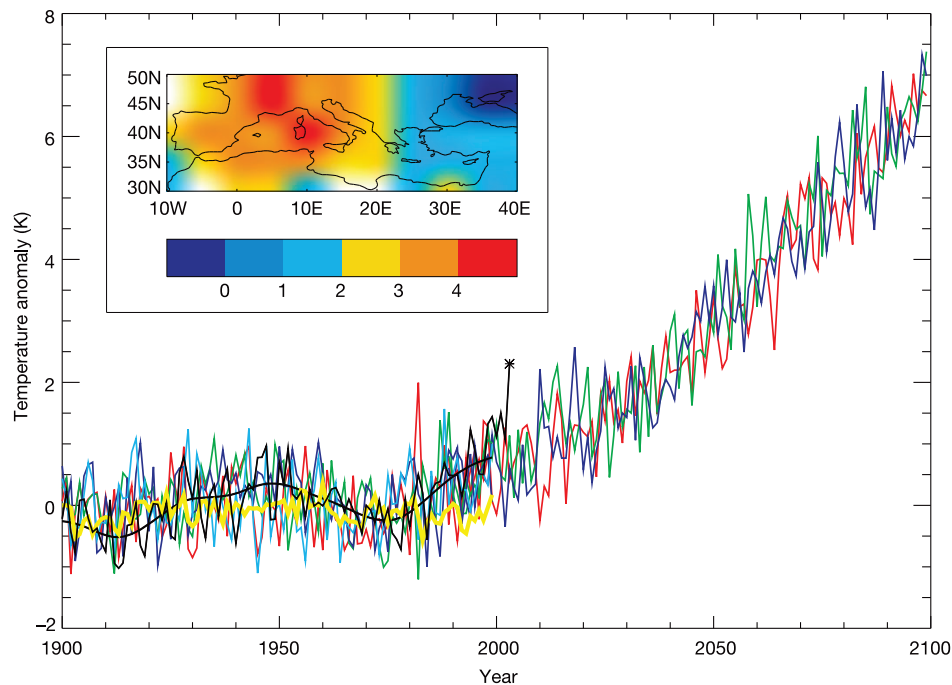 8
6
4
2
0
−2
Temperature anomaly (K)
50N
45N
40N
35N
30N
10W 0 10E 20E 30E 40E
0 1 2 3 4
1900 1950 2000 2050 2100
Year